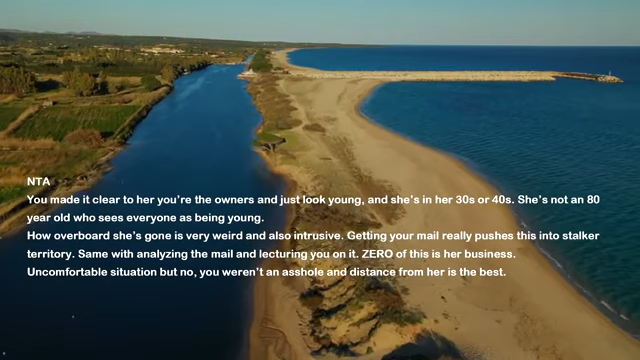 NTA
You made it clear to her you're the owners and just look young, and she's in her 30s or 40s. She's not an 80
year old who sees everyone as being young.
How overboard she's gone is very weird and also intrusive. Getting your mail really pushes this into stalker
territory. Same with analyzing the mail and lecturing you on it. ZERO of this is her business.
Uncomfortable situation but no, you weren't an asshole and distance from her is the best.